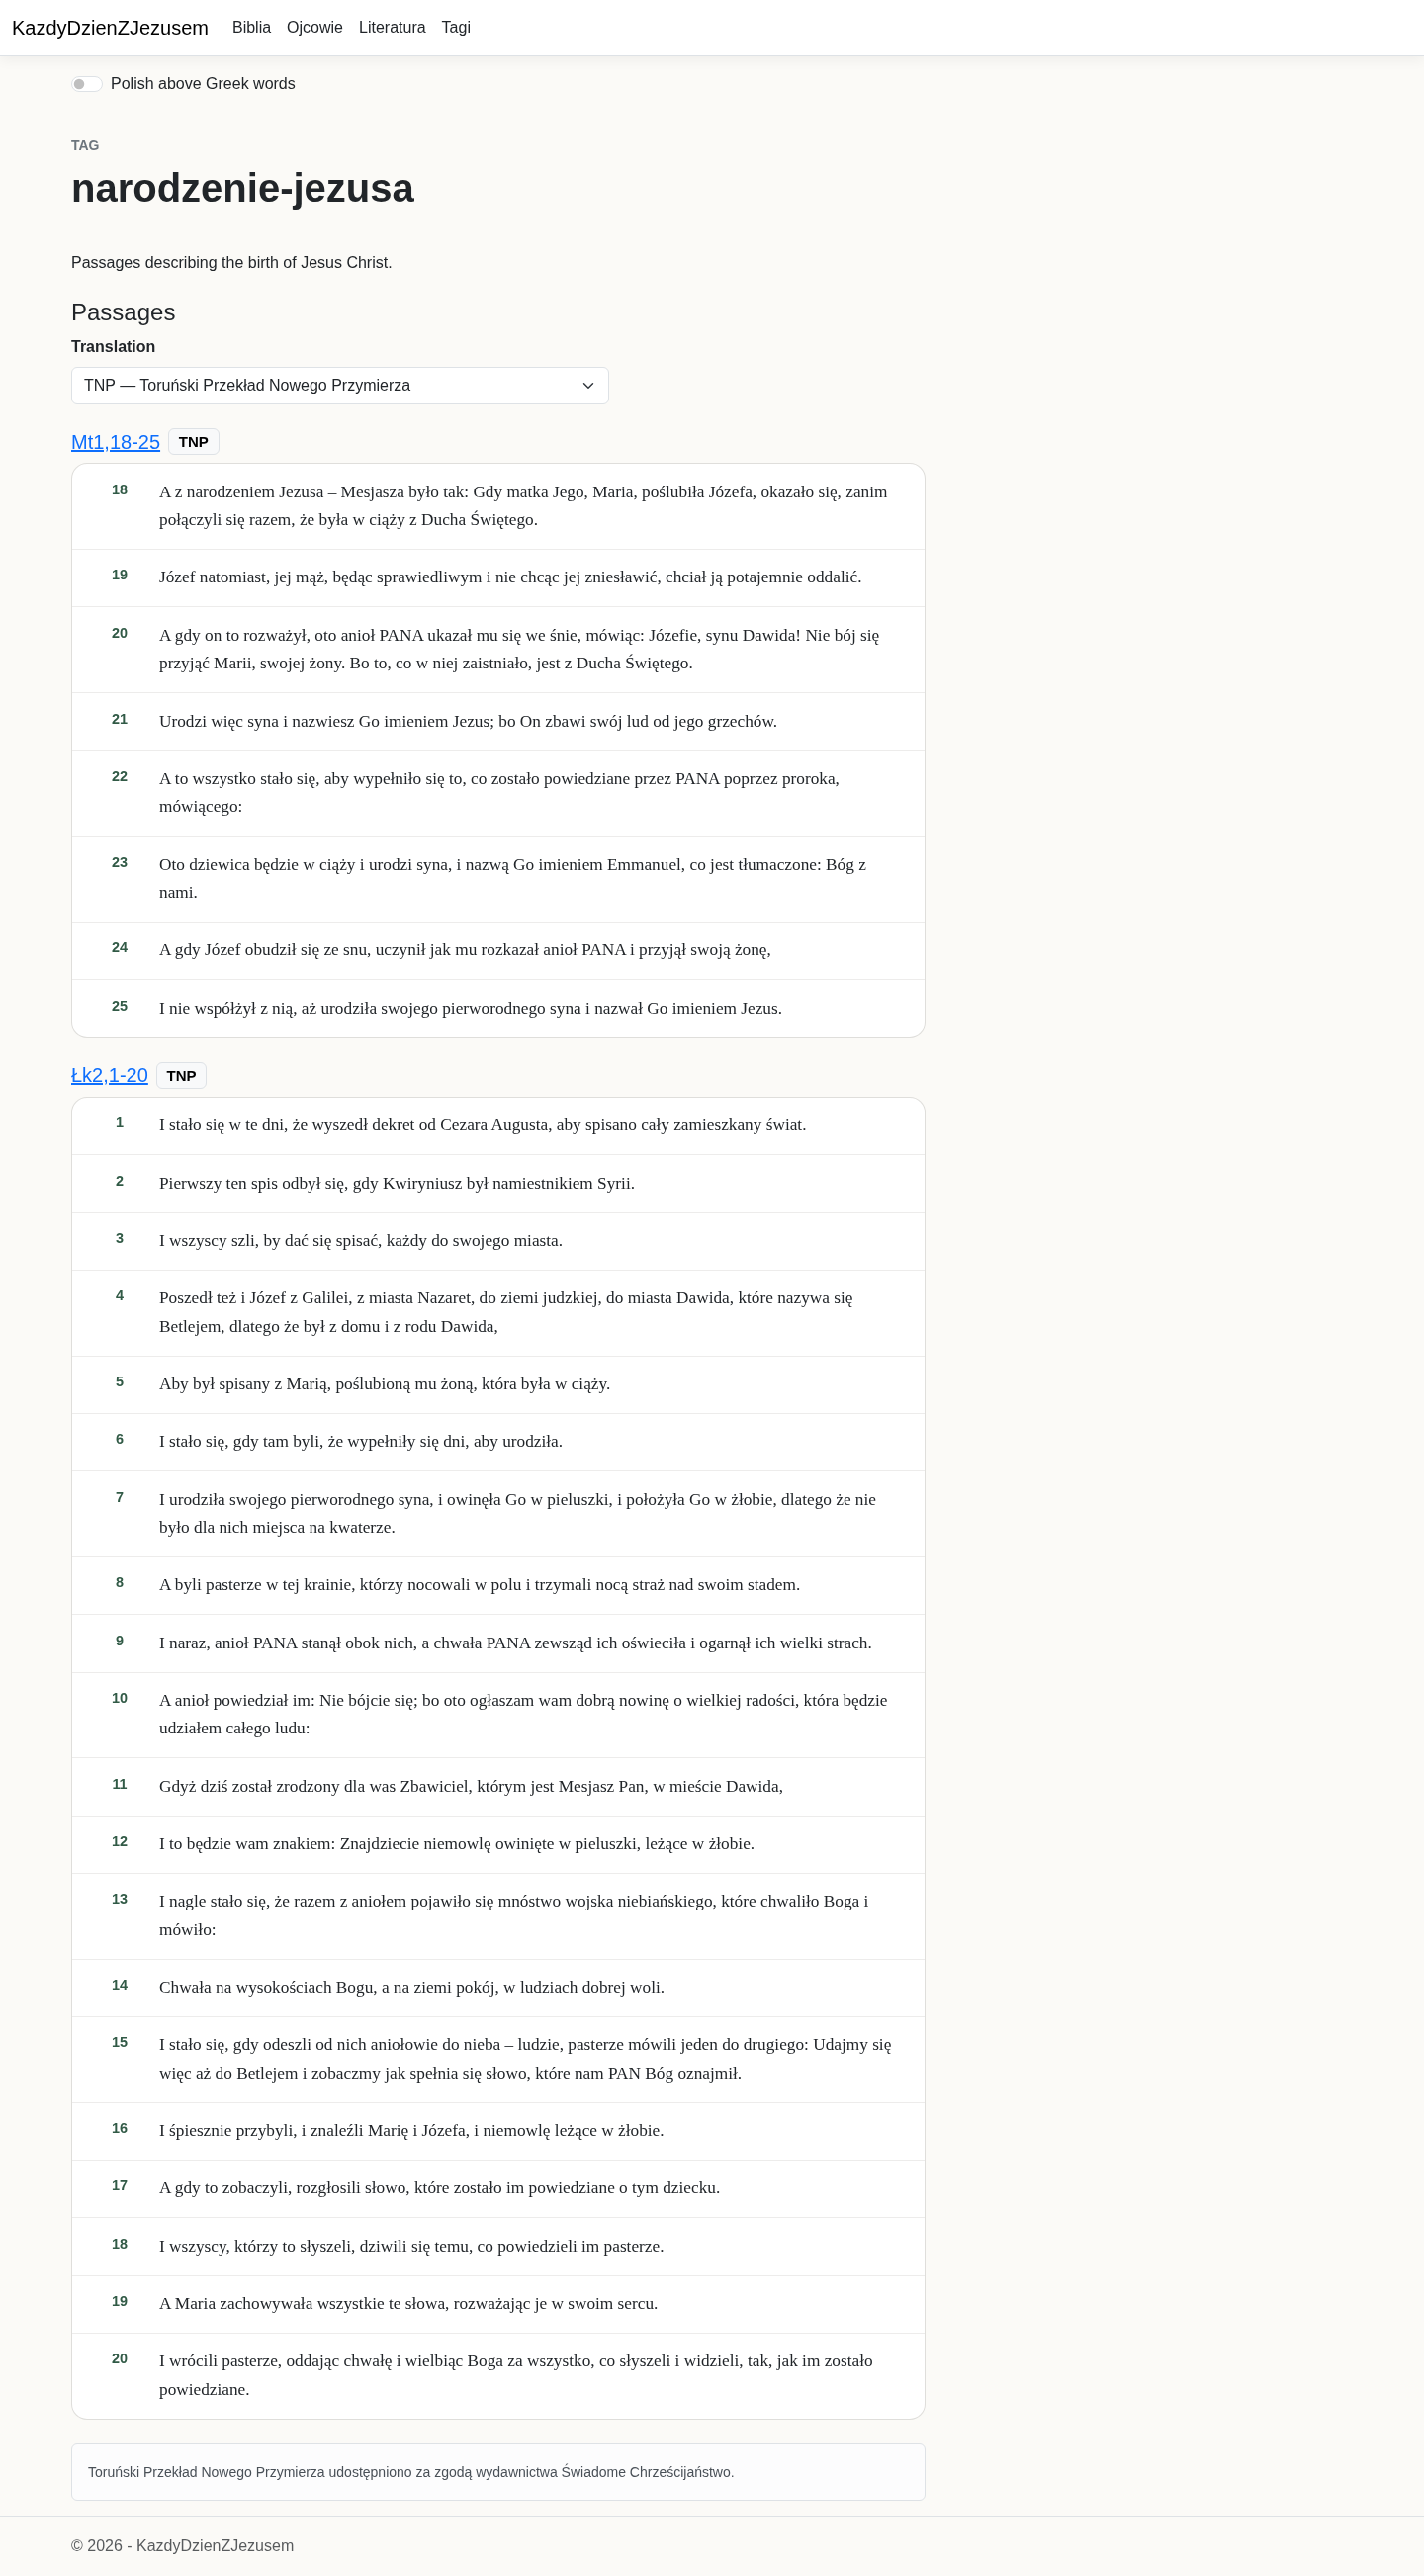 KazdyDzienZJezusem Biblia Ojcowie Literatura Tagi
Polish above Greek words
TAG
narodzenie-jezusa
Passages describing the birth of Jesus Christ.
Passages
Translation
TNP — Toruński Przekład Nowego Przymierza
Mt1,18-25 TNP
18 A z narodzeniem Jezusa – Mesjasza było tak: Gdy matka Jego, Maria, poślubiła Józefa, okazało się, zanim
połączyli się razem, że była w ciąży z Ducha Świętego.
19 Józef natomiast, jej mąż, będąc sprawiedliwym i nie chcąc jej zniesławić, chciał ją potajemnie oddalić.
20 A gdy on to rozważył, oto anioł PANA ukazał mu się we śnie, mówiąc: Józefie, synu Dawida! Nie bój się
przyjąć Marii, swojej żony. Bo to, co w niej zaistniało, jest z Ducha Świętego.
21 Urodzi więc syna i nazwiesz Go imieniem Jezus; bo On zbawi swój lud od jego grzechów.
22 A to wszystko stało się, aby wypełniło się to, co zostało powiedziane przez PANA poprzez proroka,
mówiącego:
23 Oto dziewica będzie w ciąży i urodzi syna, i nazwą Go imieniem Emmanuel, co jest tłumaczone: Bóg z
nami.
24 A gdy Józef obudził się ze snu, uczynił jak mu rozkazał anioł PANA i przyjął swoją żonę,
25 I nie współżył z nią, aż urodziła swojego pierworodnego syna i nazwał Go imieniem Jezus.
Łk2,1-20 TNP
1 I stało się w te dni, że wyszedł dekret od Cezara Augusta, aby spisano cały zamieszkany świat.
2 Pierwszy ten spis odbył się, gdy Kwiryniusz był namiestnikiem Syrii.
3 I wszyscy szli, by dać się spisać, każdy do swojego miasta.
4 Poszedł też i Józef z Galilei, z miasta Nazaret, do ziemi judzkiej, do miasta Dawida, które nazywa się
Betlejem, dlatego że był z domu i z rodu Dawida,
5 Aby był spisany z Marią, poślubioną mu żoną, która była w ciąży.
6 I stało się, gdy tam byli, że wypełniły się dni, aby urodziła.
7 I urodziła swojego pierworodnego syna, i owinęła Go w pieluszki, i położyła Go w żłobie, dlatego że nie
było dla nich miejsca na kwaterze.
8 A byli pasterze w tej krainie, którzy nocowali w polu i trzymali nocą straż nad swoim stadem.
9 I naraz, anioł PANA stanął obok nich, a chwała PANA zewsząd ich oświeciła i ogarnął ich wielki strach.
10 A anioł powiedział im: Nie bójcie się; bo oto ogłaszam wam dobrą nowinę o wielkiej radości, która będzie
udziałem całego ludu:
11 Gdyż dziś został zrodzony dla was Zbawiciel, którym jest Mesjasz Pan, w mieście Dawida,
12 I to będzie wam znakiem: Znajdziecie niemowlę owinięte w pieluszki, leżące w żłobie.
13 I nagle stało się, że razem z aniołem pojawiło się mnóstwo wojska niebiańskiego, które chwaliło Boga i
mówiło:
14 Chwała na wysokościach Bogu, a na ziemi pokój, w ludziach dobrej woli.
15 I stało się, gdy odeszli od nich aniołowie do nieba – ludzie, pasterze mówili jeden do drugiego: Udajmy się
więc aż do Betlejem i zobaczmy jak spełnia się słowo, które nam PAN Bóg oznajmił.
16 I śpiesznie przybyli, i znaleźli Marię i Józefa, i niemowlę leżące w żłobie.
17 A gdy to zobaczyli, rozgłosili słowo, które zostało im powiedziane o tym dziecku.
18 I wszyscy, którzy to słyszeli, dziwili się temu, co powiedzieli im pasterze.
19 A Maria zachowywała wszystkie te słowa, rozważając je w swoim sercu.
20 I wrócili pasterze, oddając chwałę i wielbiąc Boga za wszystko, co słyszeli i widzieli, tak, jak im zostało
powiedziane.
Toruński Przekład Nowego Przymierza udostępniono za zgodą wydawnictwa Świadome Chrześcijaństwo.
© 2026 - KazdyDzienZJezusem